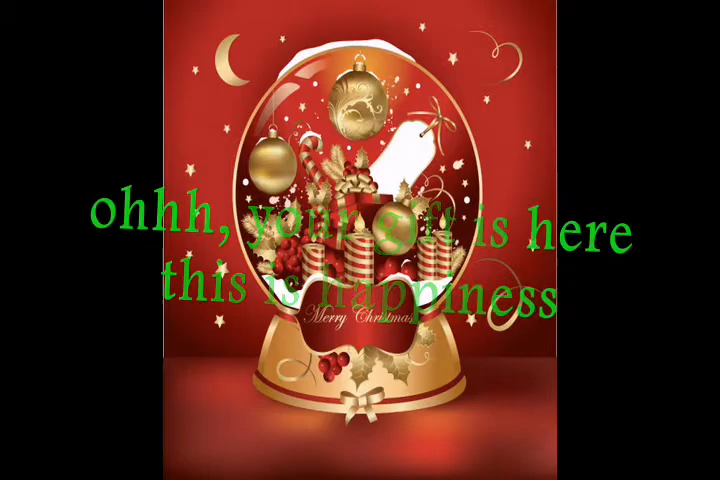 ohhh, your gift is here
this is happiness
Merry Christmas